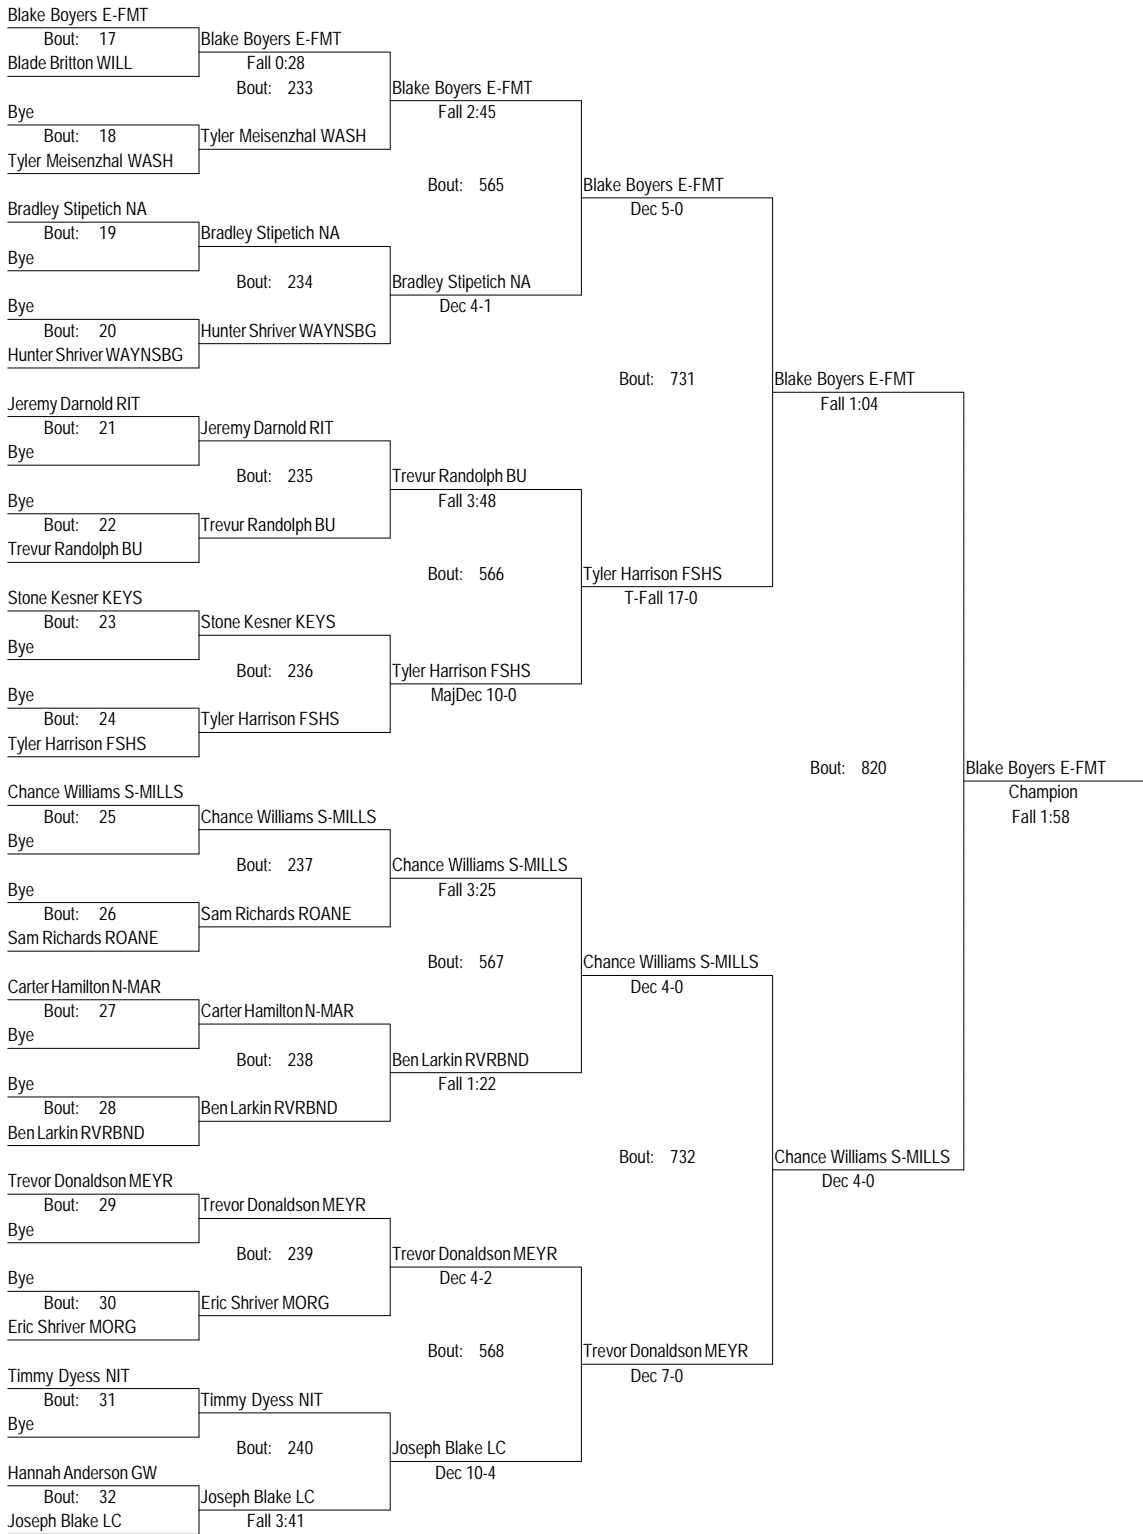 Blake Boyers E-FMT
Bout: 17
Blake Boyers E-FMT
Blade Britton WILL
Fall 0:28
Bout: 233
Blake Boyers E-FMT
Bye
Fall 2:45
Bout: 18
Tyler Meisenzhal WASH
Tyler Meisenzhal WASH
Bout: 565
Blake Boyers E-FMT
Bradley Stipetich NA
Dec 5-0
Bout: 19
Bradley Stipetich NA
Bye
Bout: 234
Bradley Stipetich NA
Bye
Dec 4-1
Bout: 20
Hunter Shriver WAYNSBG
Hunter Shriver WAYNSBG
Bout: 731
Blake Boyers E-FMT
Jeremy Darnold RIT
Fall 1:04
Bout: 21
Jeremy Darnold RIT
Bye
Bout: 235
Trevur Randolph BU
Bye
Fall 3:48
Bout: 22
Trevur Randolph BU
Trevur Randolph BU
Bout: 566
Tyler Harrison FSHS
Stone Kesner KEYS
T-Fall 17-0
Bout: 23
Stone Kesner KEYS
Bye
Bout: 236
Tyler Harrison FSHS
Bye
MajDec 10-0
Bout: 24
Tyler Harrison FSHS
Tyler Harrison FSHS
Bout: 820
Blake Boyers E-FMT
Chance Williams S-MILLS
Champion
Bout: 25
Chance Williams S-MILLS
Fall 1:58
Bye
Bout: 237
Chance Williams S-MILLS
Bye
Fall 3:25
Bout: 26
Sam Richards ROANE
Sam Richards ROANE
Bout: 567
Chance Williams S-MILLS
Carter Hamilton N-MAR
Dec 4-0
Bout: 27
Carter Hamilton N-MAR
Bye
Bout: 238
Ben Larkin RVRBND
Bye
Fall 1:22
Bout: 28
Ben Larkin RVRBND
Ben Larkin RVRBND
Bout: 732
Chance Williams S-MILLS
Trevor Donaldson MEYR
Dec 4-0
Bout: 29
Trevor Donaldson MEYR
Bye
Bout: 239
Trevor Donaldson MEYR
Bye
Dec 4-2
Bout: 30
Eric Shriver MORG
Eric Shriver MORG
Bout: 568
Trevor Donaldson MEYR
Timmy Dyess NIT
Dec 7-0
Bout: 31
Timmy Dyess NIT
Bye
Bout: 240
Joseph Blake LC
Hannah Anderson GW
Dec 10-4
Bout: 32
Joseph Blake LC
Joseph Blake LC
Fall 3:41